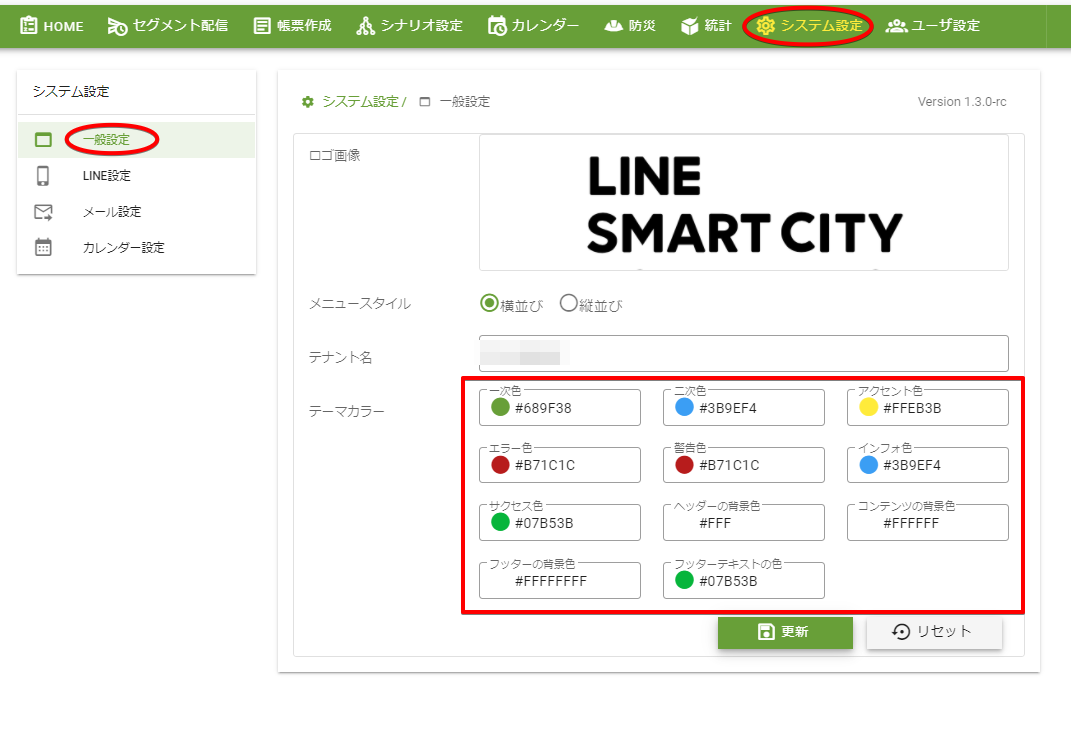 HOME セグメント配信 帳票作成 シナリオ設定 カレンダー 防災 統計 システム設定 ユーザ設定
システム設定
一般設定
LINE設定
メール設定
カレンダー設定
システム設定 / 一般設定 Version 1.3.0-rc
ロゴ画像
LINE
SMART CITY
メニュースタイル 横並び 縦並び
テナント名
テーマカラー
一次色 二次色 アクセント色
#689F38 #3B9EF4 #FFEB3B
エラー色 警告色 インフォ色
#B71C1C #B71C1C #3B9EF4
サクセス色 ヘッダーの背景色 コンテンツの背景色
#07B53B #FFF #FFFFFF
フッターの背景色 フッターテキストの色
#FFFFFFFF #07B53B
更新 リセット